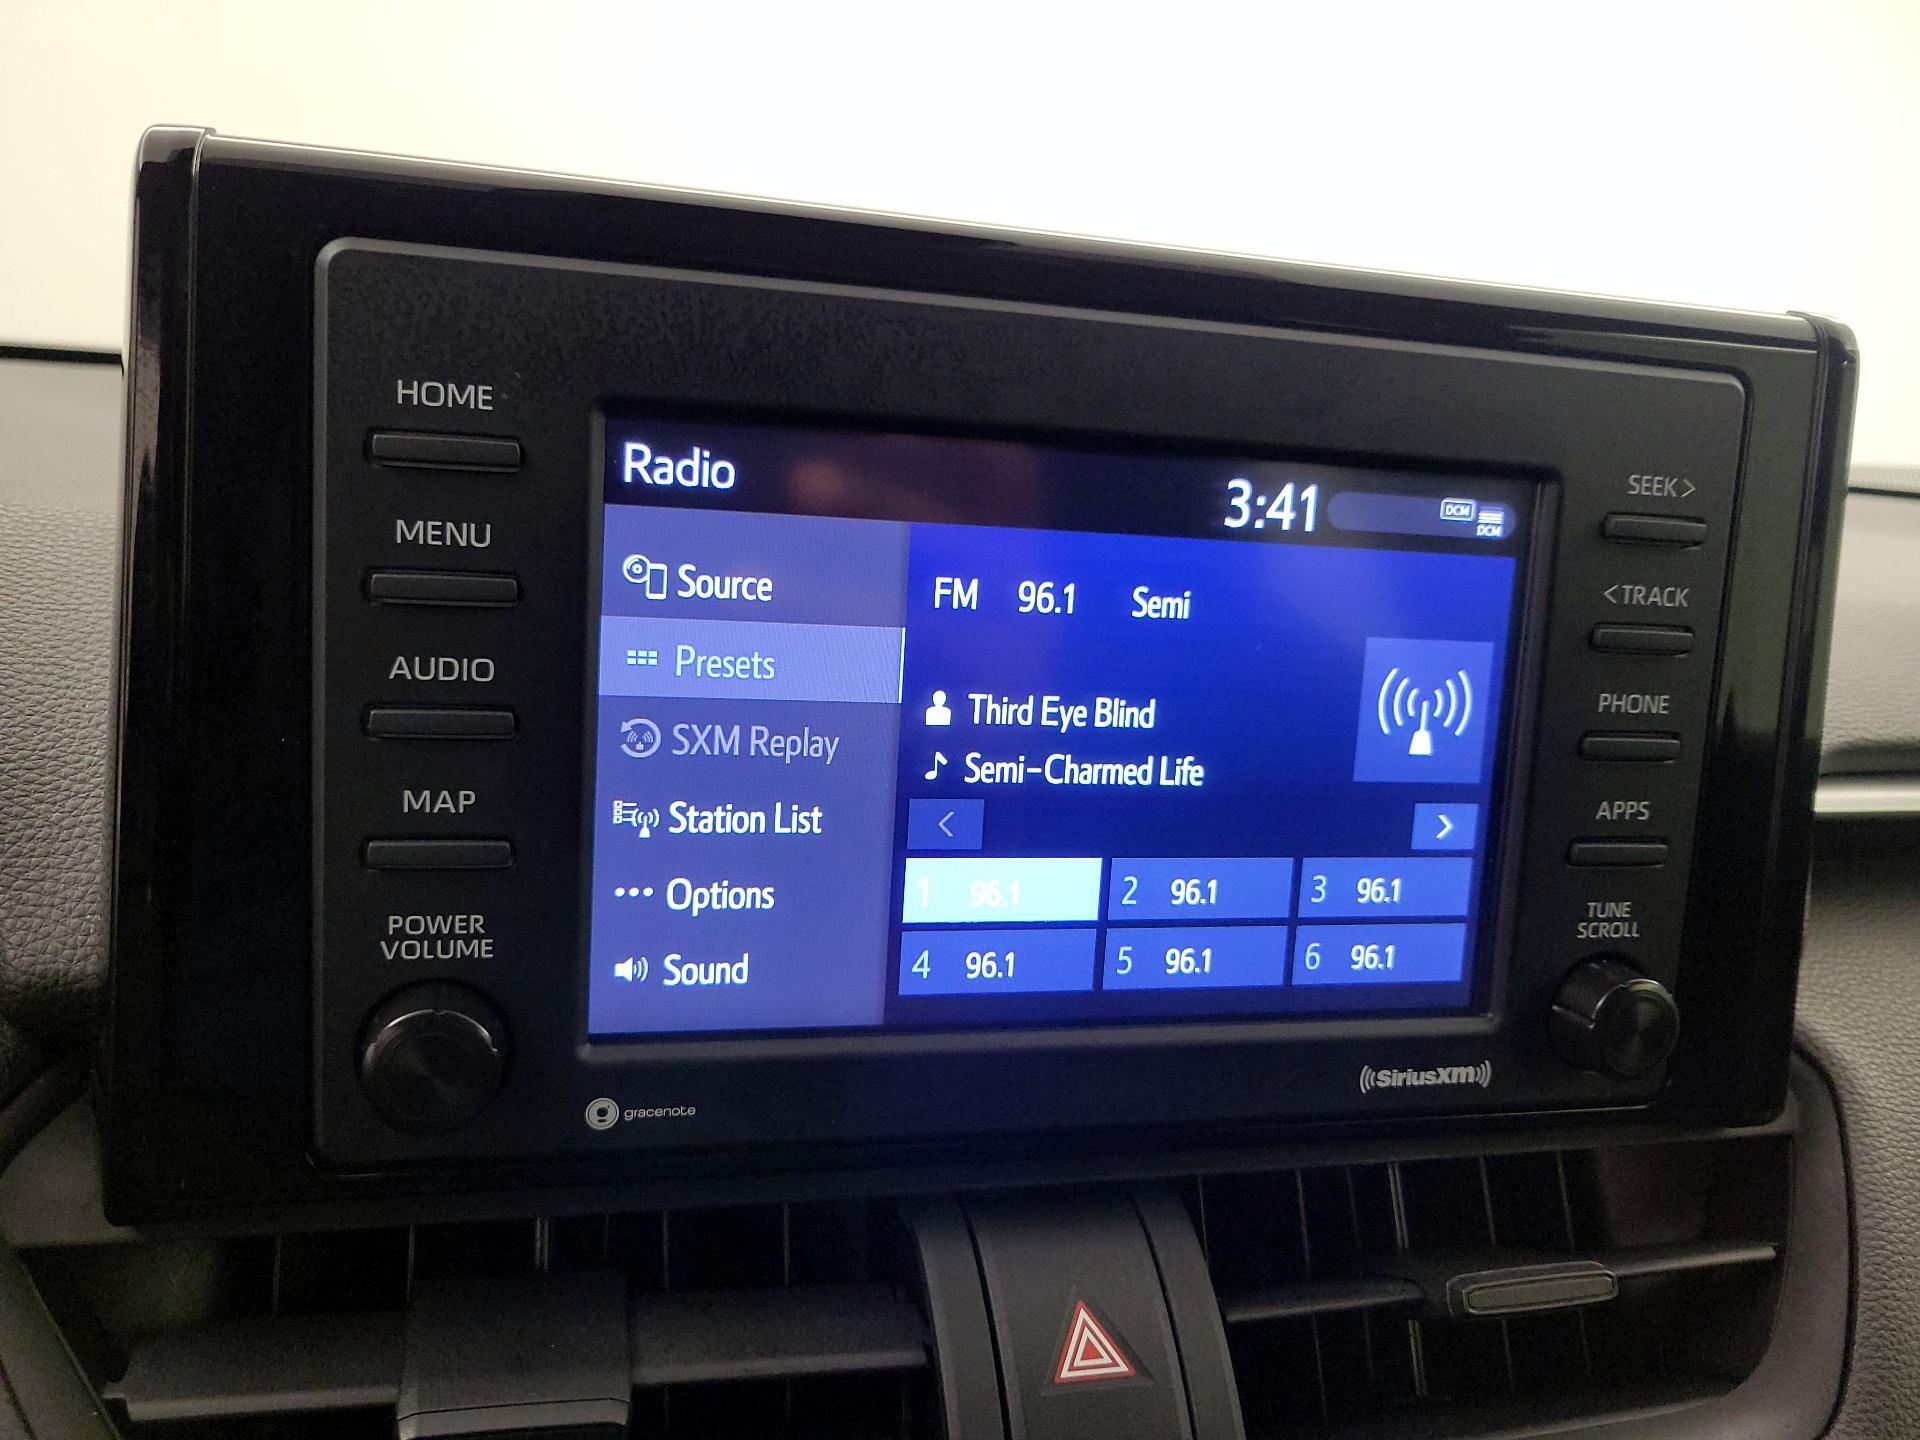 HOME
MENU
AUDIO
MAP
POWER
VOLUME
Radio
3:41
DCM
DCM
Source
Presets
SXM Replay
Station List
Options
Sound
FM 96.1 Semi
Third Eye Blind
Semi-Charmed Life
< >
1 96.1 2 96.1 3 96.1
4 96.1 5 96.1 6 96.1
SEEK >
< TRACK
PHONE
APPS
TUNE
SCROLL
gracenote
((SiriusXM))